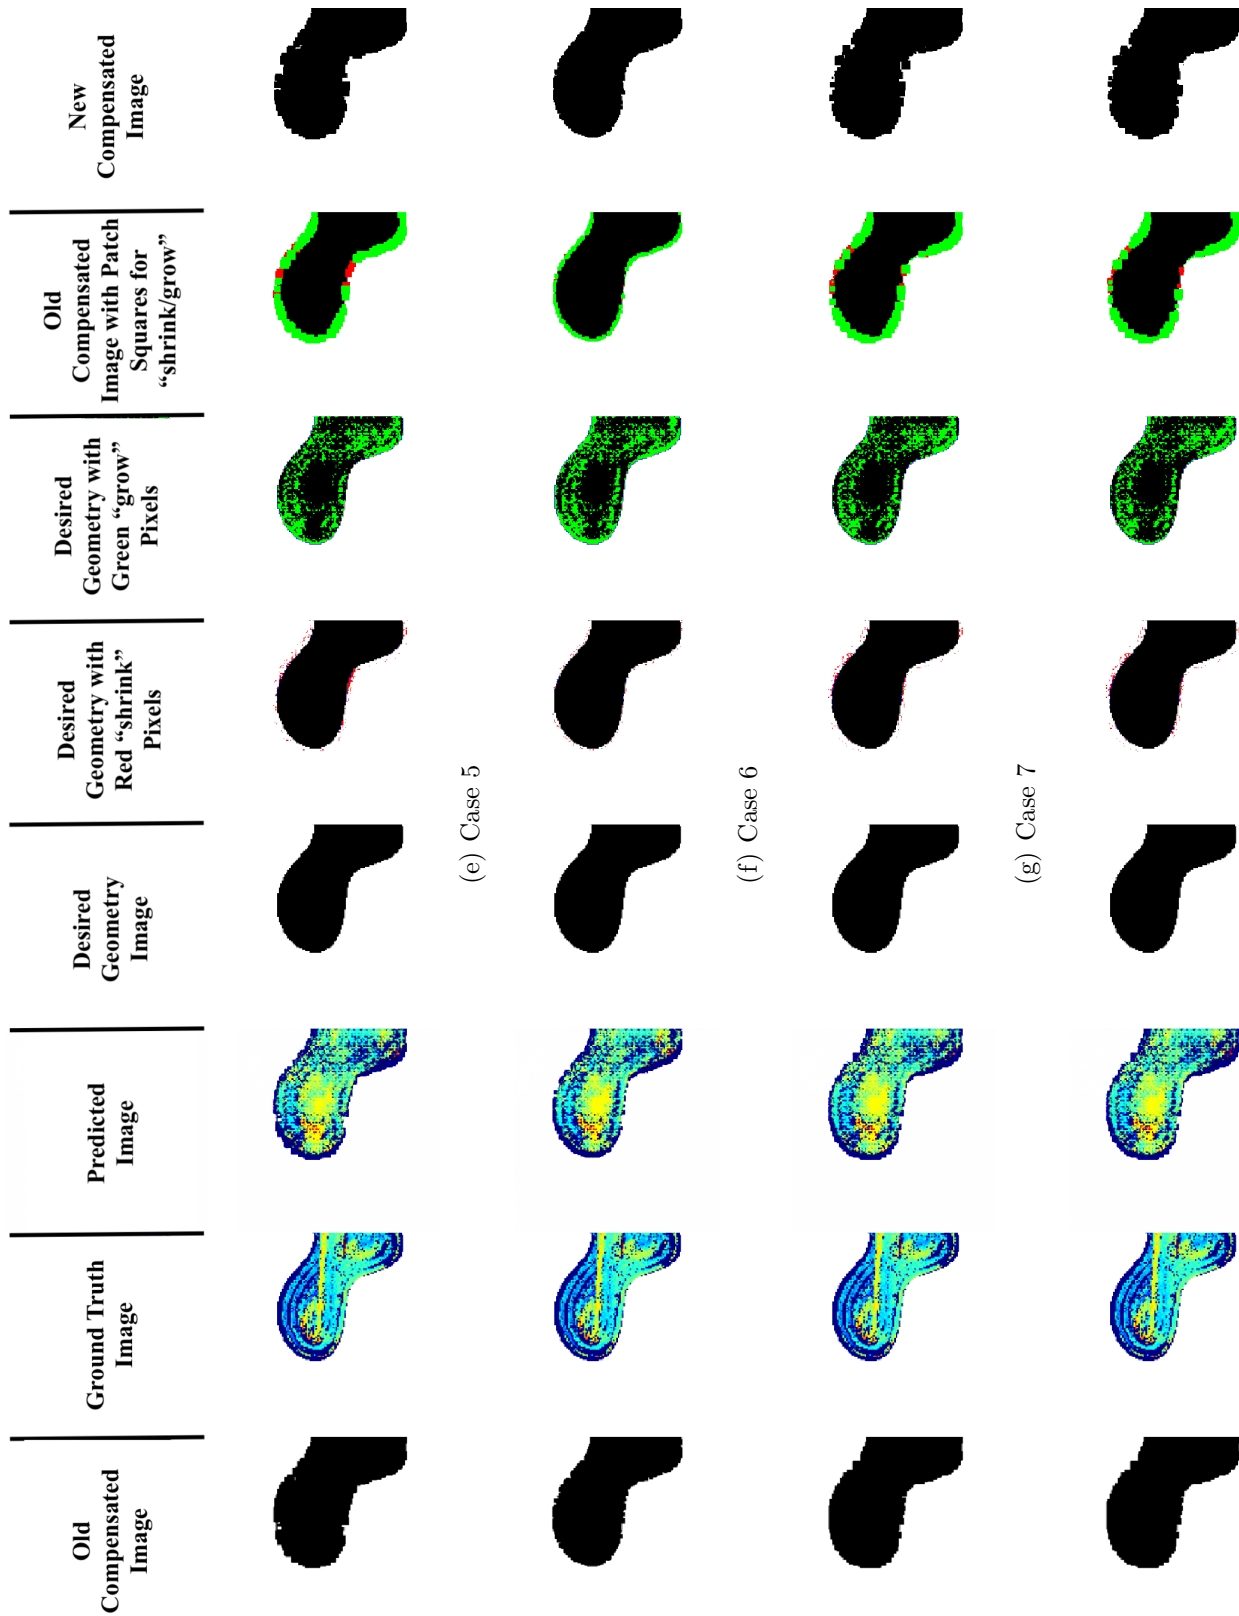 Old
Compensated
Image
Ground Truth
Image
Predicted
Image
Desired
Geometry
Image
Desired
Geometry with
Red “shrink”
Pixels
Desired
Geometry with
Green “grow”
Pixels
Old
Compensated
Image with Patch
Squares for
“shrink/grow”
New
Compensated
Image
(e) Case 5
(f) Case 6
(g) Case 7